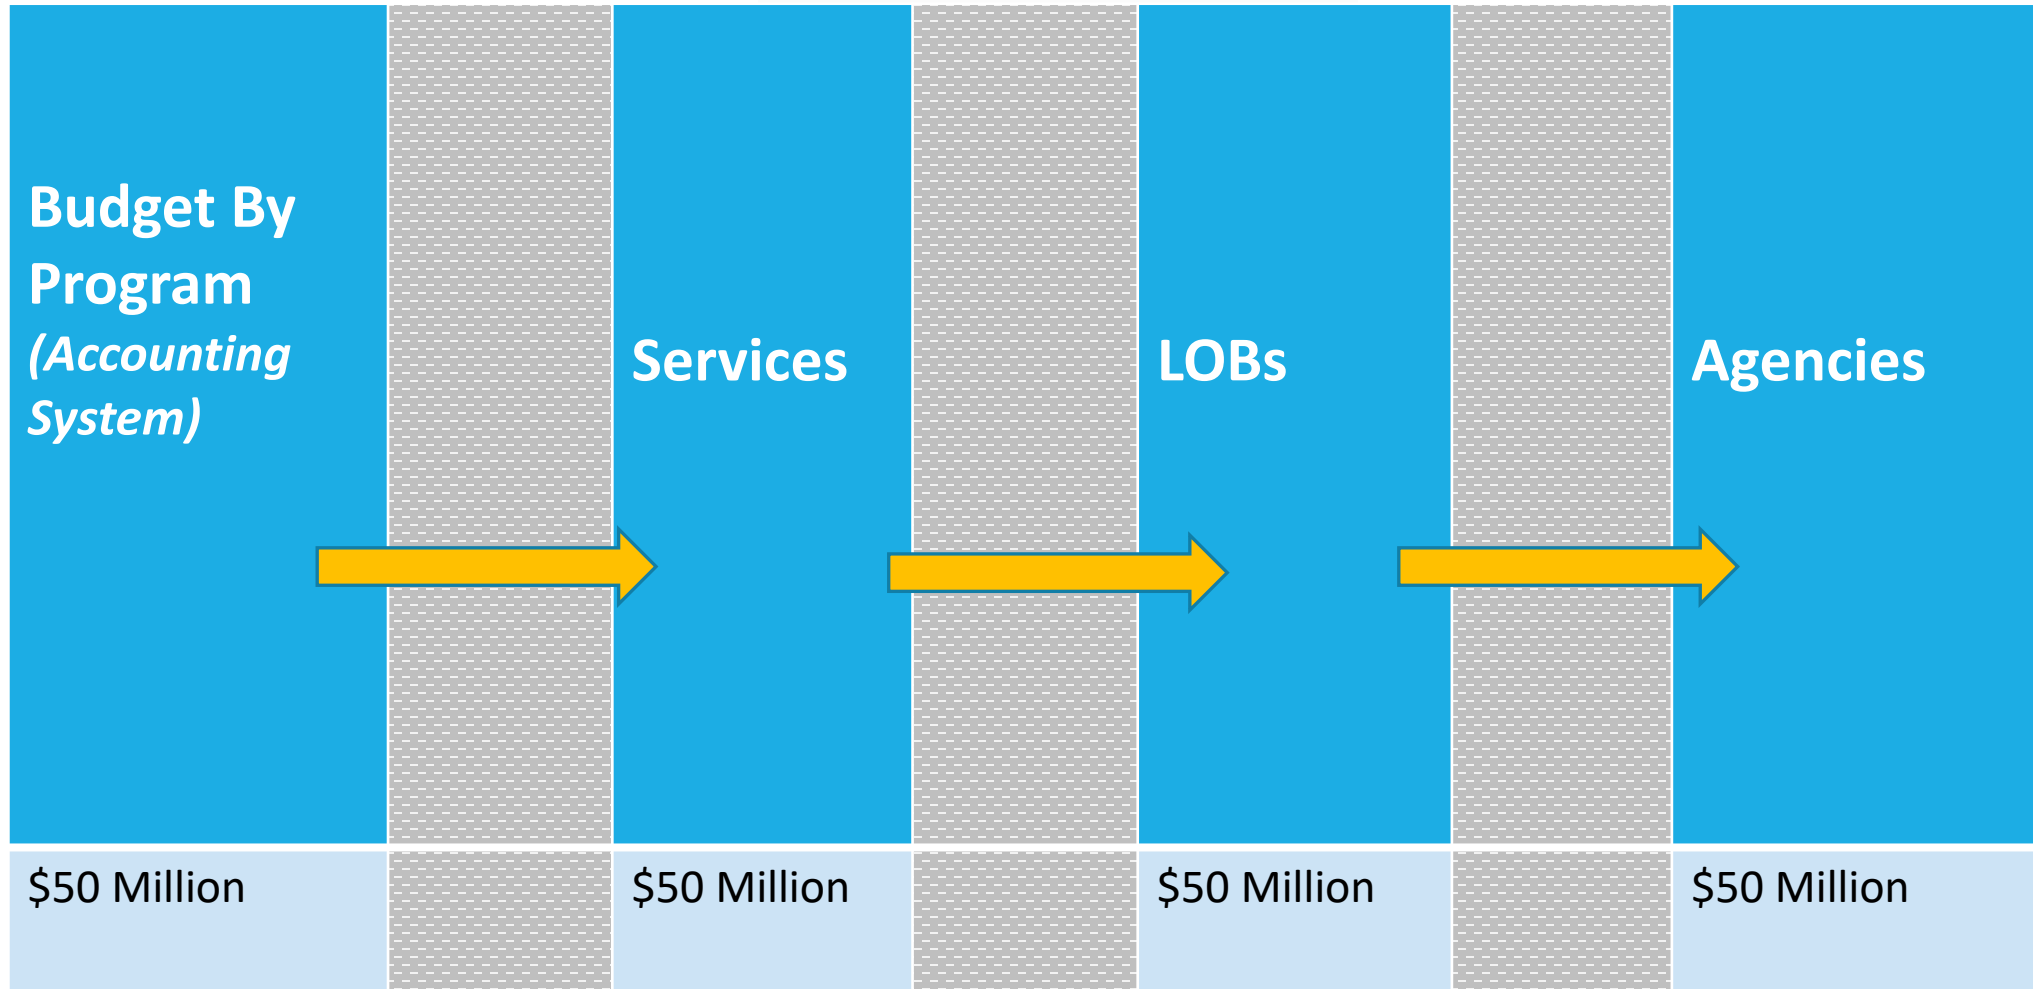 Budget By
Program
(Accounting
System)
Services
LOBs
Agencies
$50 Million
$50 Million
$50 Million
$50 Million